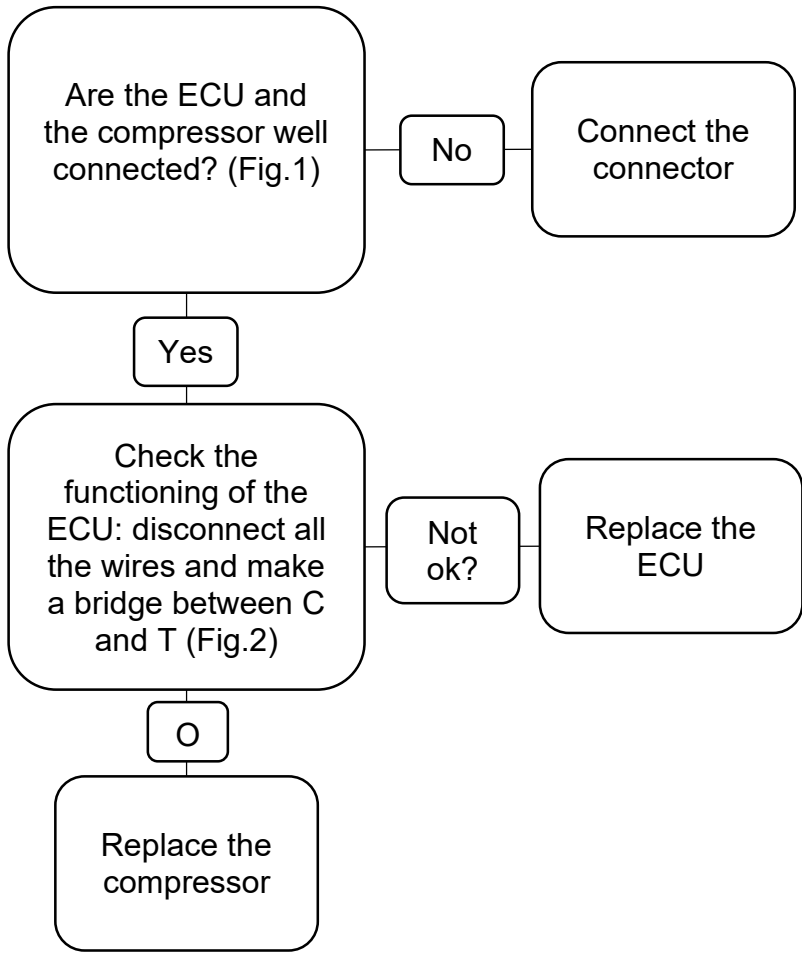 Are the ECU and
the compressor well
connected? (Fig.1)
No
Connect the
connector
Yes
Check the
functioning of the
ECU: disconnect all
the wires and make
a bridge between C
and T (Fig.2)
Not
ok?
Replace the
ECU
O
Replace the
compressor